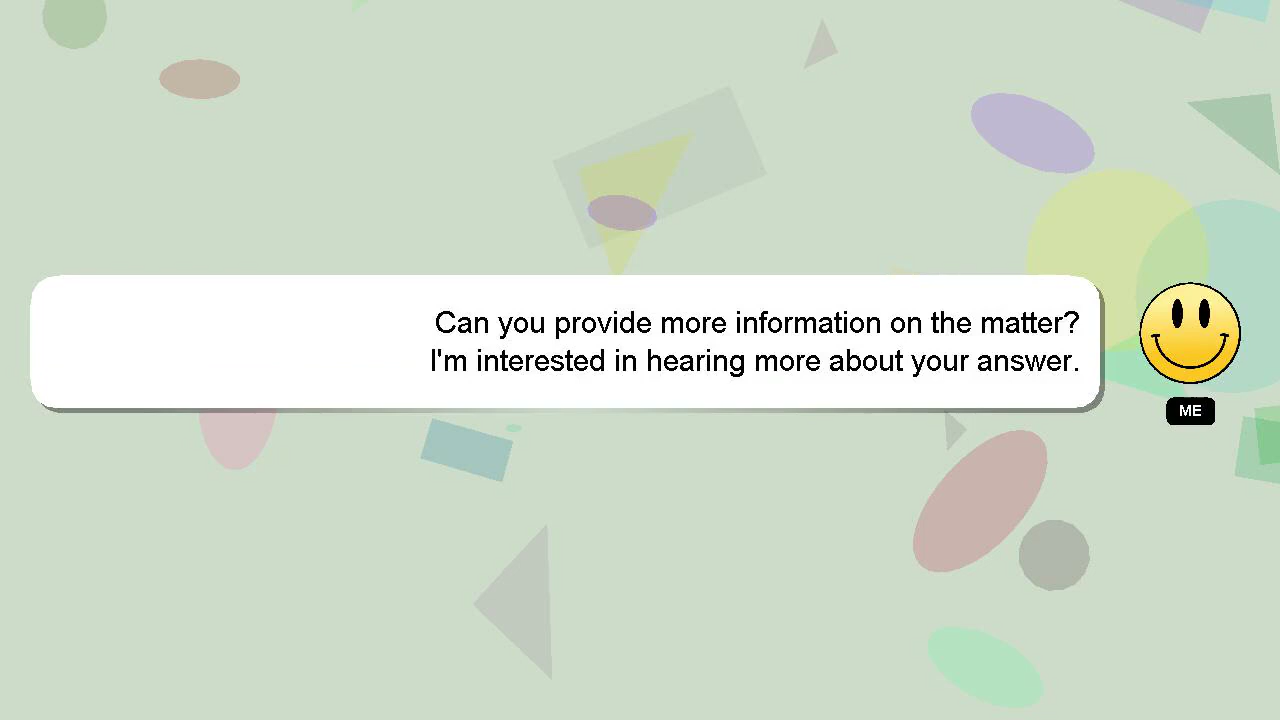 Can you provide more information on the matter?
I'm interested in hearing more about your answer.
ME